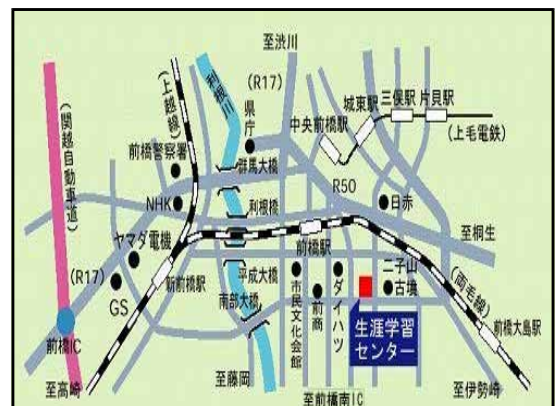 至渋川
(R17)
利根川
(上越線)
県庁
中央前橋駅
城東駅
三俣駅
片貝駅
(上毛電鉄)
(関越自動車道)
前橋警察署
群馬大橋
R50
NHK
利根橋
日赤
至桐生
ヤマダ電機
前橋駅
(R17)
新前橋駅
平成大橋
二子山
古墳
(両毛線)
GS
南部大橋
市民文化会館
前商
ダイハツ
生涯学習
センター
前橋大島駅
前橋IC
至高崎
至藤岡
至前橋南IC
至伊勢崎